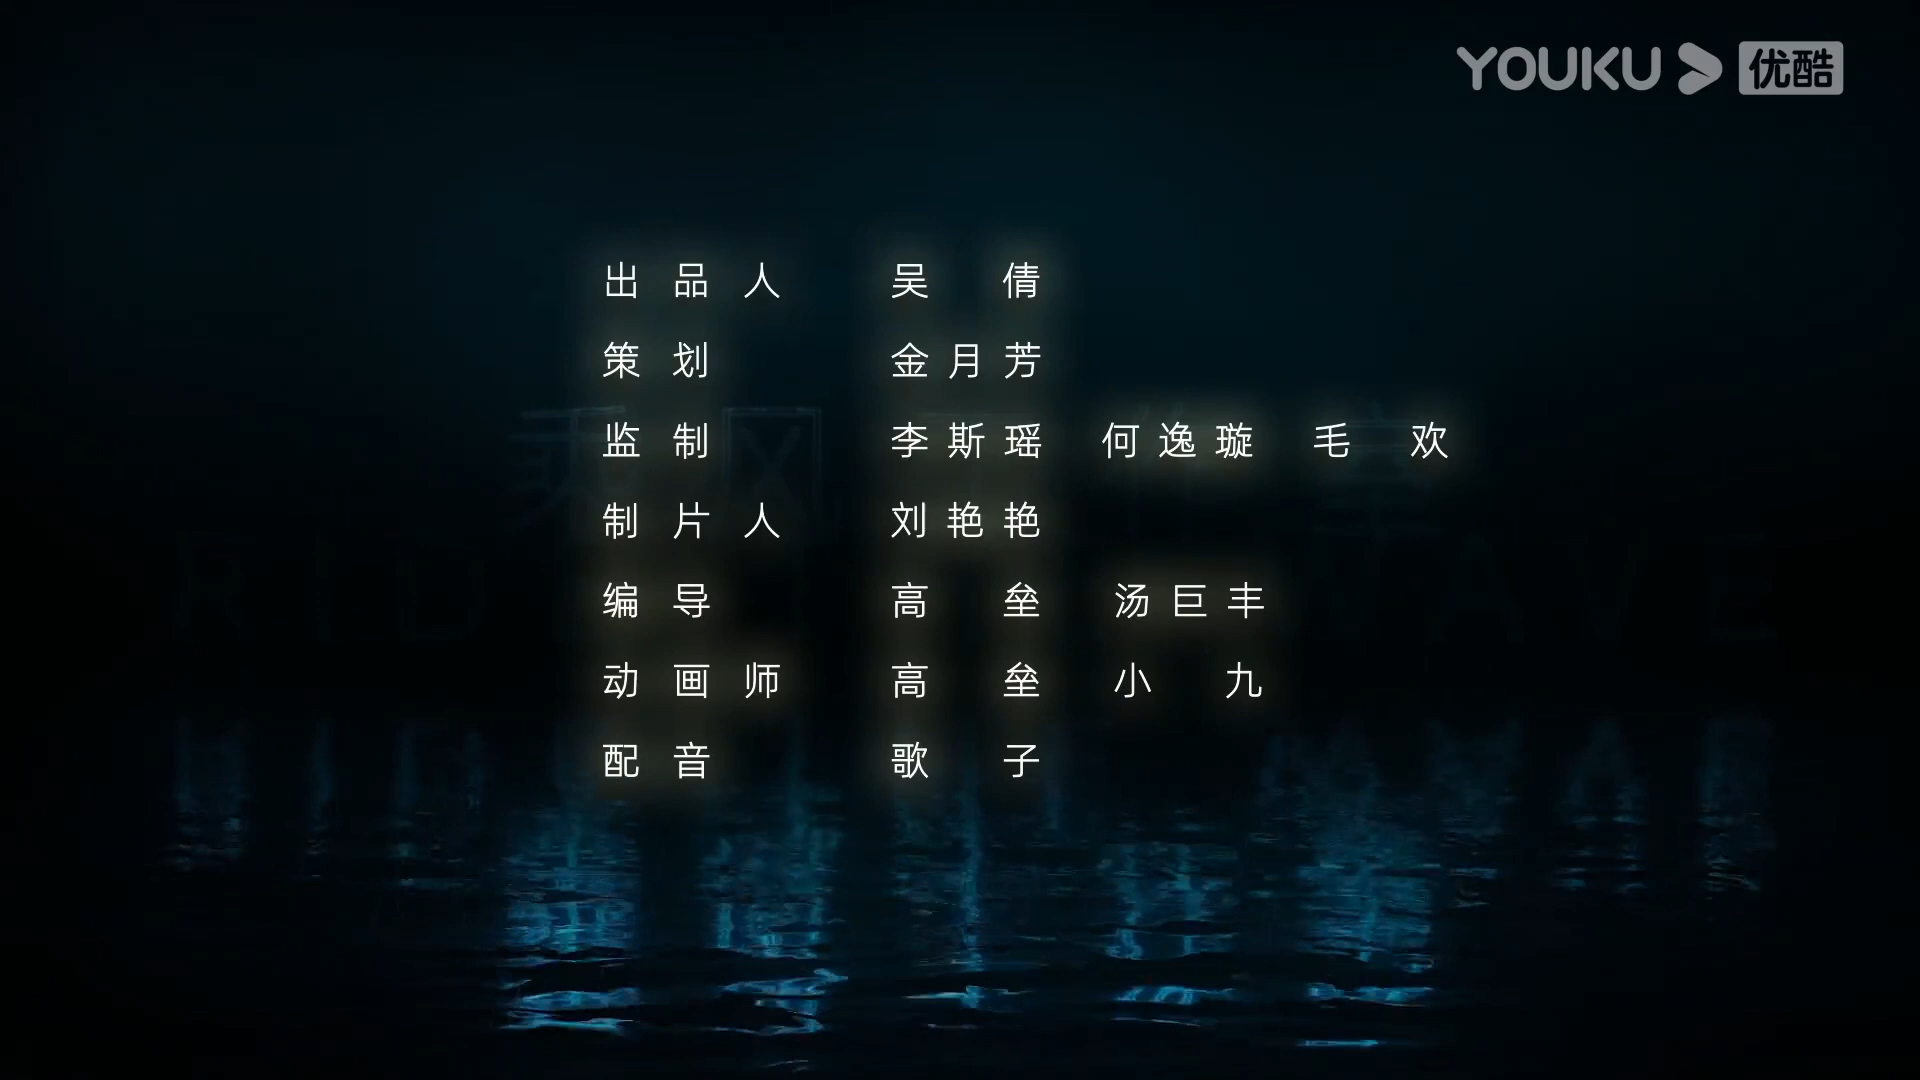 YOUKU 优酷
出品人 吴倩
策划 金月芳
监制 李斯瑶 何逸璇 毛欢
制片人 刘艳艳
编导 高垒 汤巨丰
动画师 高垒 小九
配音 歌子